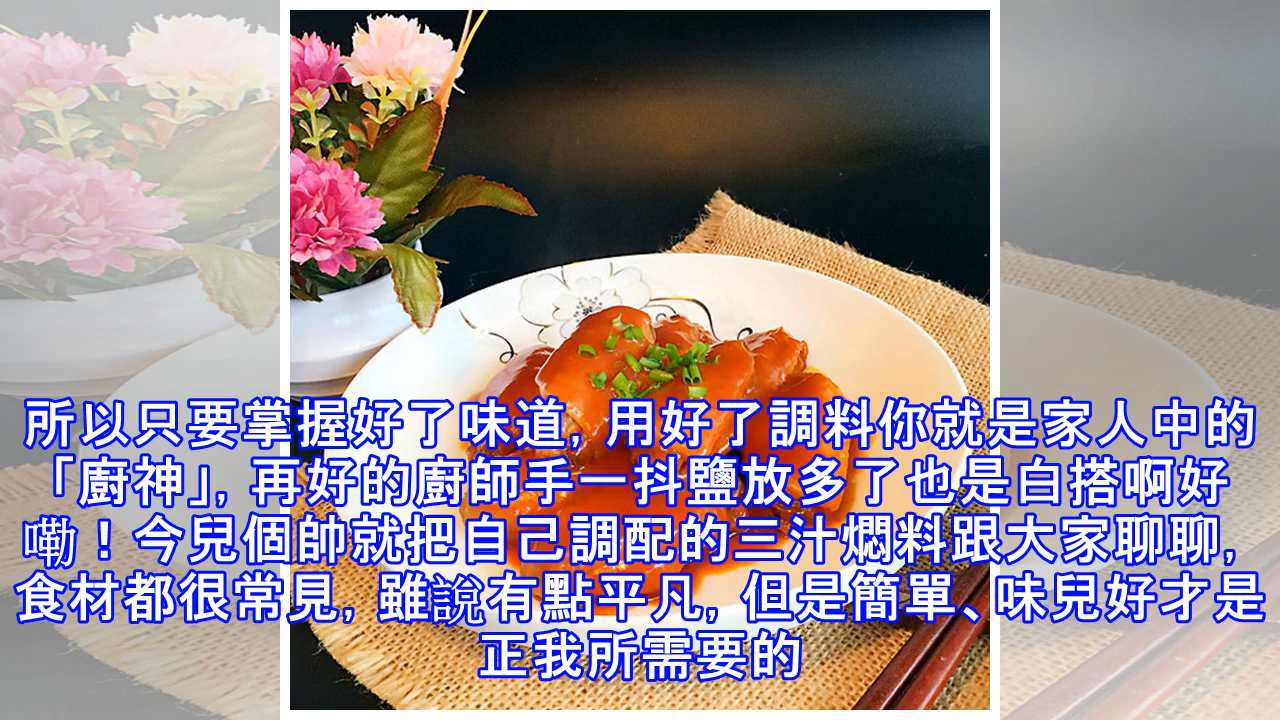 所以只要掌握好了味道, 用好了調料你就是家人中的
「廚神」, 再好的廚師手一抖鹽放多了也是白搭啊好
嘞！今兒個帥就把自己調配的三汁燜料跟大家聊聊,
食材都很常見, 雖說有點平凡, 但是簡單、味兒好才是
正我所需要的